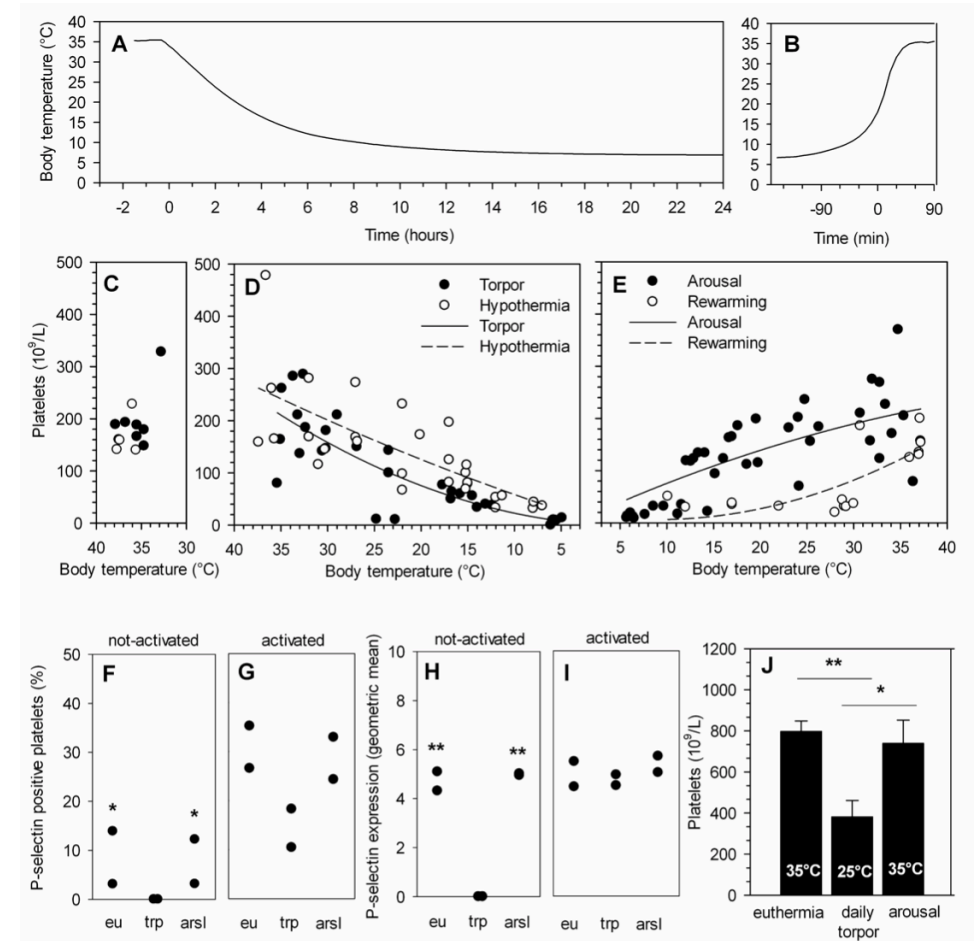 A
Body temperature (°C)
40
35
30
25
20
15
10
5
0
-2 0 2 4 6 8 10 12 14 16 18 20 22 24
Time (hours)
B
40
35
30
25
20
15
10
5
0
-90 0 90
Time (min)
C
Platelets (10⁹/L)
500
400
300
200
100
0
40 35 30
Body temperature (°C)
D
500
400
300
200
100
0
Torpor
Hypothermia
Torpor
Hypothermia
40 35 30 25 20 15 10 5
Body temperature (°C)
E
Arousal
Rewarming
Arousal
Rewarming
5 10 15 20 25 30 35 40
Body temperature (°C)
not-activated
F
P-selectin positive platelets (%)
50
40
30
20
10
0
* *
eu trp arsl
activated
G
eu trp arsl
not-activated
H
P-selectin expression (geometric mean)
10
8
6
4
2
0
** **
eu trp arsl
activated
I
eu trp arsl
J
Platelets (10⁹/L)
1200
1000
800
600
400
200
0
**
*
35°C 25°C 35°C
euthermia daily arousal
torpor